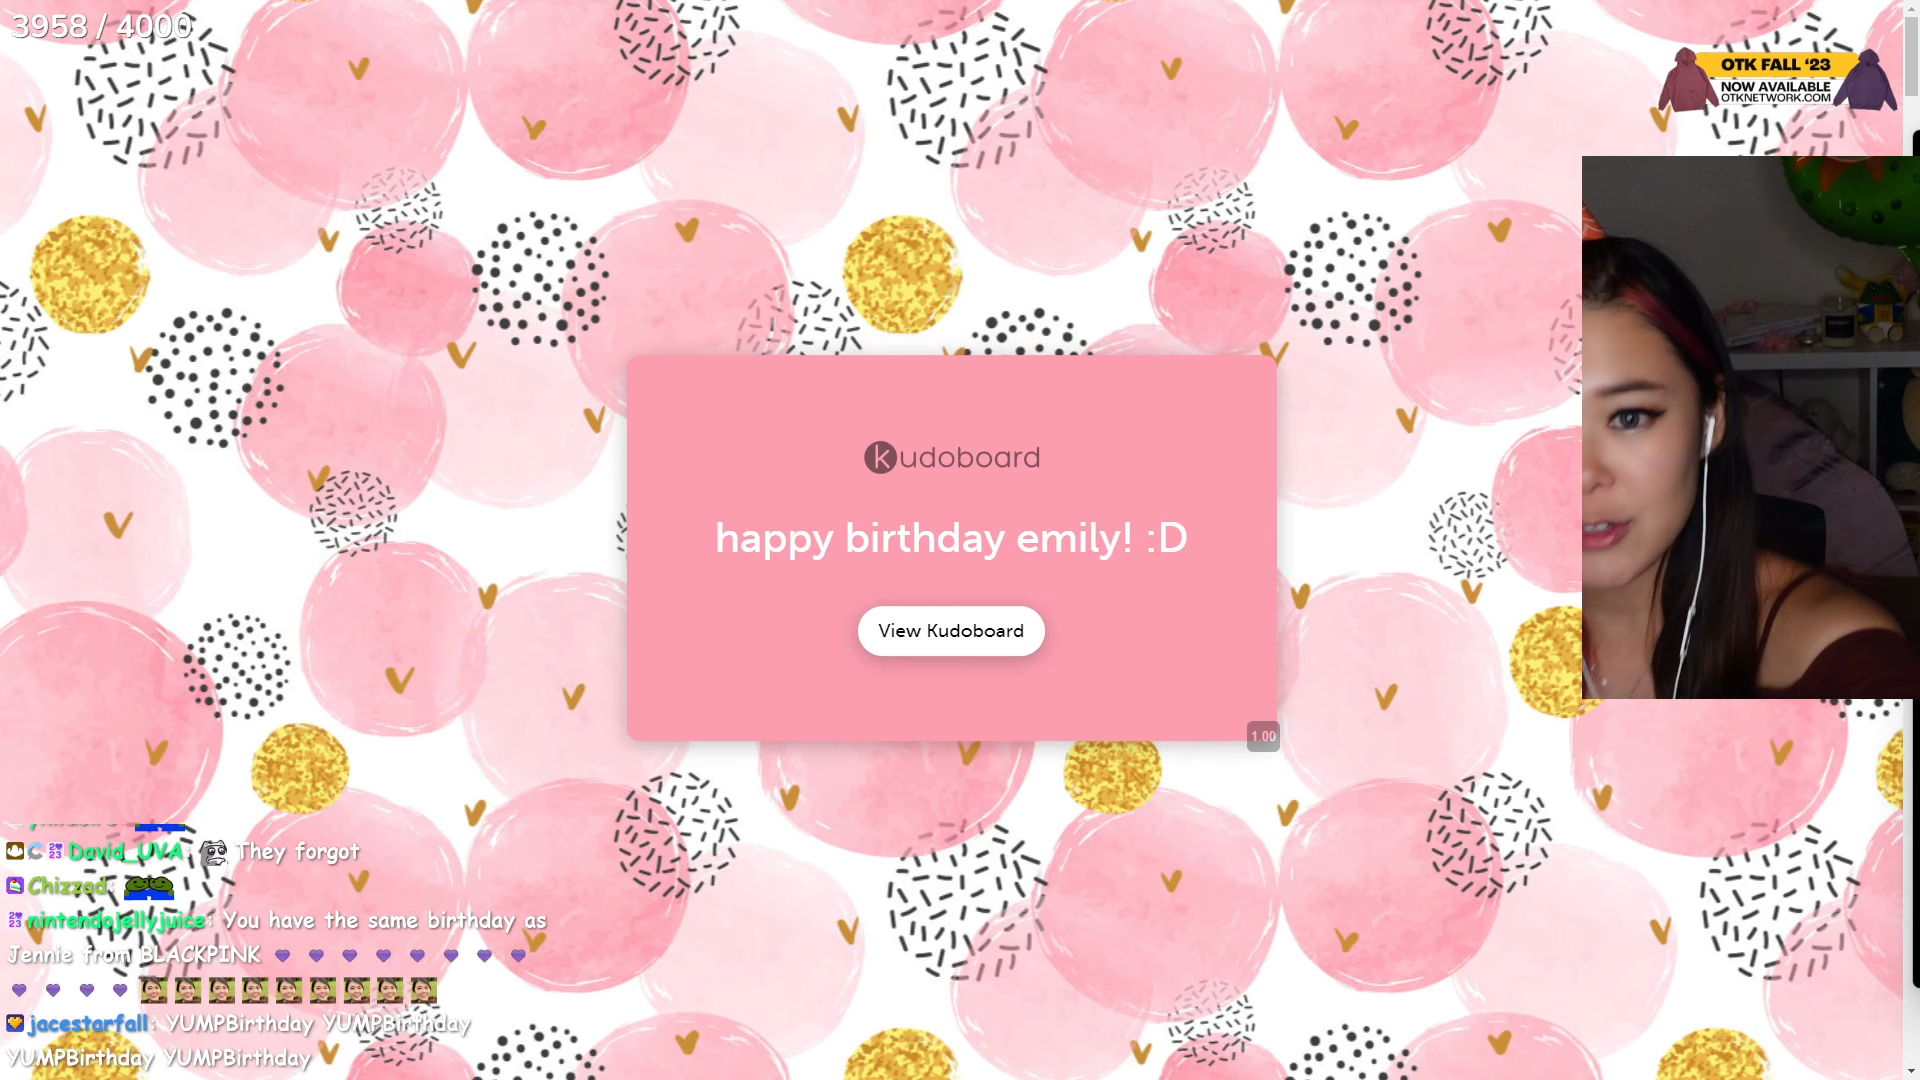 3958 / 4000
OTK FALL ‘23
NOW AVAILABLE
OTKNETWORK.COM
kudoboard
happy birthday emily! :D
View Kudoboard
1.00
David_UVA: They forgot
Chizzad:
nintendojellyjuice: You have the same birthday as
Jennie from BLACKPINK
jacestarfall: YUMPBirthday YUMPBirthday
YUMPBirthday YUMPBirthday